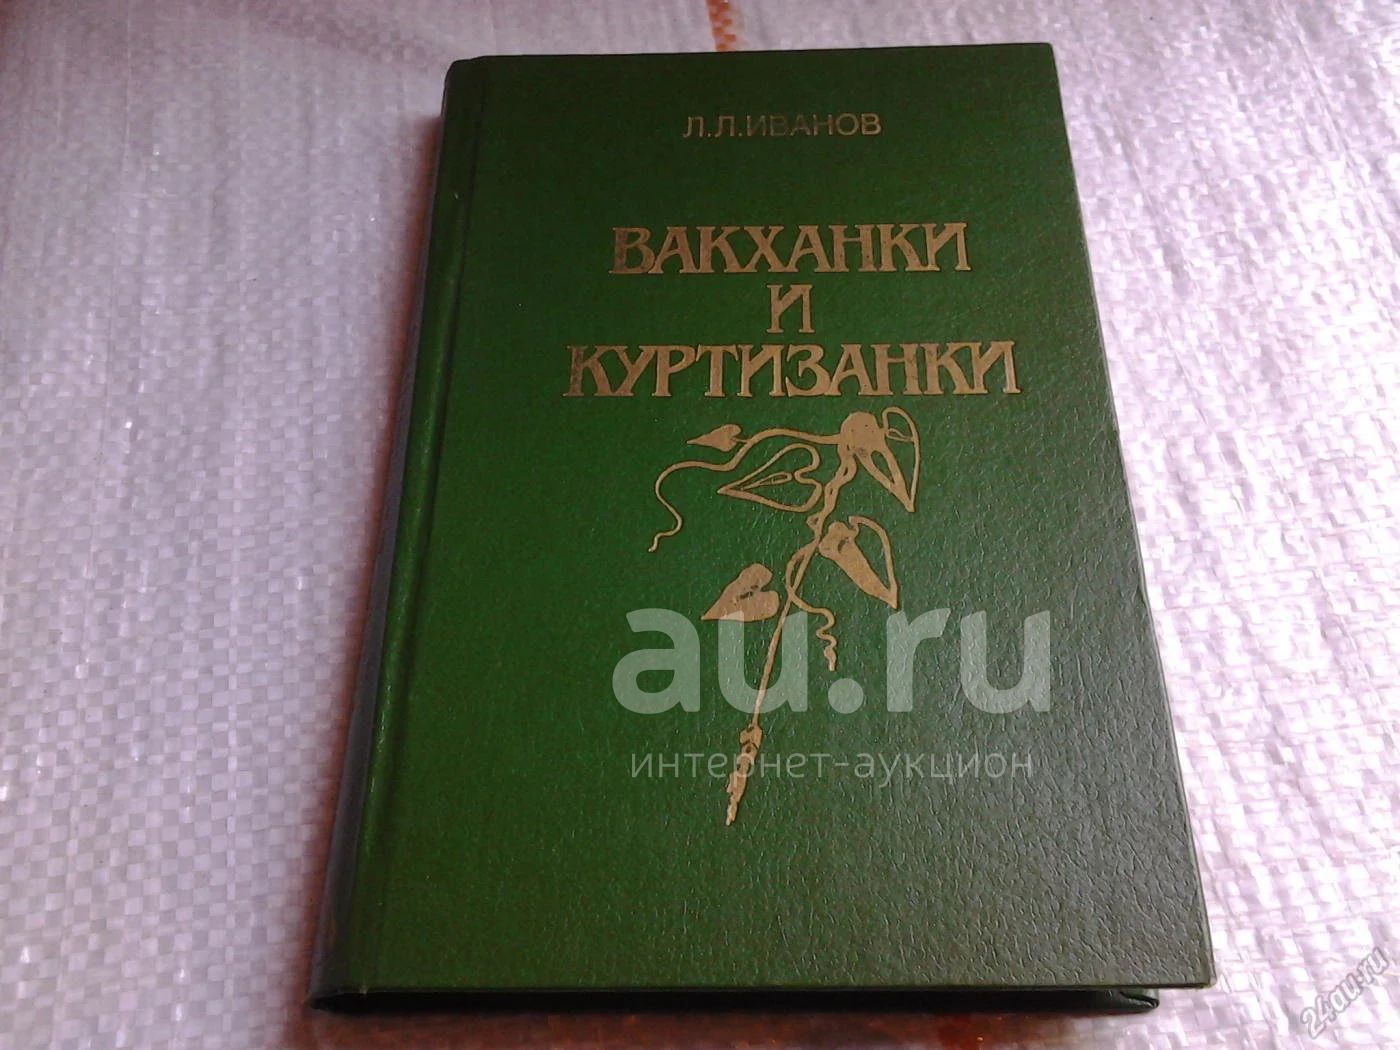 Л.Л.ИВАНОВ
ВАКХАНКИ
И
КУРТИЗАНКИ
au.ru
интернет-аукцион
24au.ru